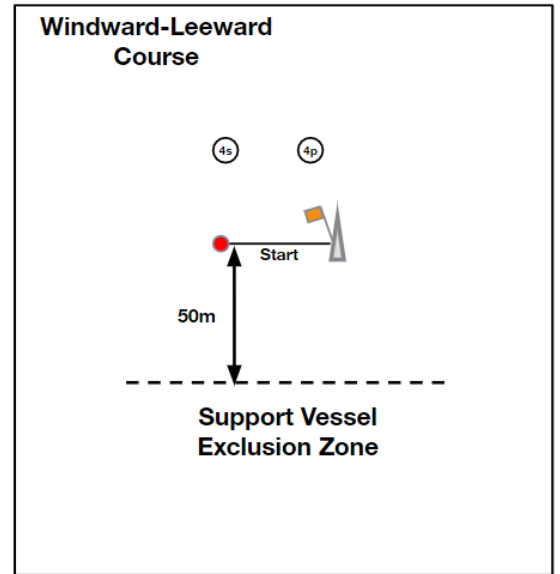 Windward-Leeward
Course
4s 4p
Start
50m
Support Vessel
Exclusion Zone